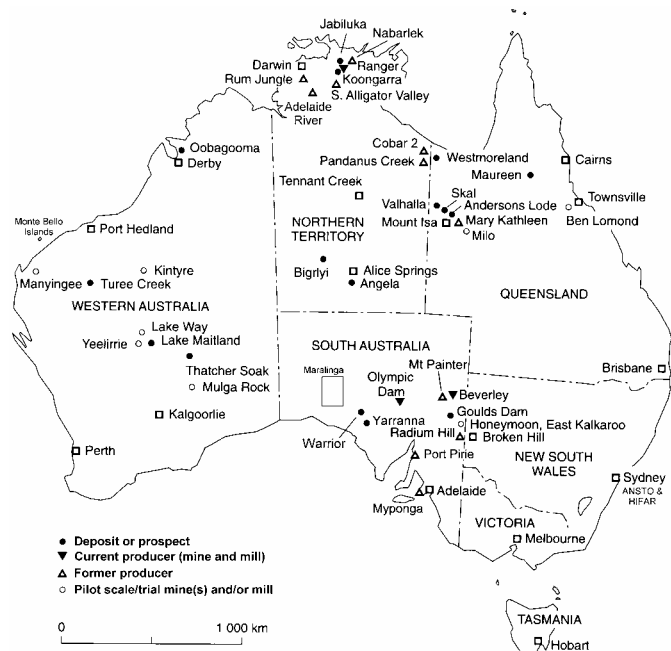 Jabiluka
Nabarlek
Darwin
Ranger
Rum Jungle
Koongarra
S. Alligator Valley
Adelaide
River
Cobar 2
Oobagooma
Pandanus Creek
Westmoreland
Cairns
Derby
Maureen
Tennant Creek
Skal
Valhalla
Andersons Lode
Townsville
Mount Isa
Mary Kathleen
Ben Lomond
Monte Bello
Islands
Port Hedland
NORTHERN
TERRITORY
Milo
Kintyre
Bigrlyi
Alice Springs
Manyingee
Turee Creek
Angela
QUEENSLAND
WESTERN AUSTRALIA
Lake Way
Yeelirrie
Lake Maitland
SOUTH AUSTRALIA
Thatcher Soak
Mt Painter
Maralinga
Olympic
Dam
Brisbane
Mulga Rock
Beverley
Goulds Dam
Kalgoorlie
Yarranna
Honeymoon, East Kalkaroo
Warrior
Radium Hill
Broken Hill
Perth
Port Pirie
NEW SOUTH
WALES
Sydney
ANSTO &
HIFAR
Myponga
Adelaide
VICTORIA
Melbourne
Deposit or prospect
Current producer (mine and mill)
Former producer
Pilot scale/trial mine(s) and/or mill
TASMANIA
0 1 000 km
Hobart